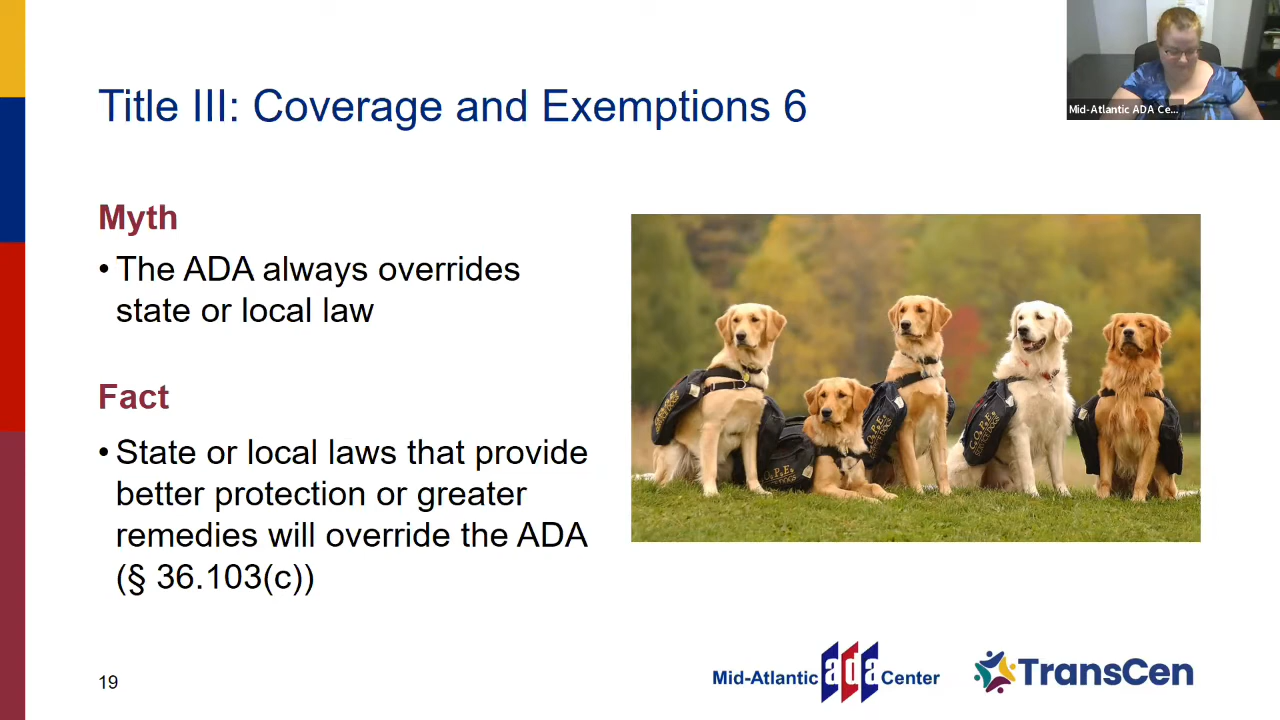 Title III: Coverage and Exemptions 6
Mid-Atlantic ADA Ce...
Myth
• The ADA always overrides
state or local law
Fact
• State or local laws that provide
better protection or greater
remedies will override the ADA
(§ 36.103(c))
C.O.P.E.
C.O.P.E.
SERVICE DOGS
19
Mid-Atlantic ada Center
TransCen